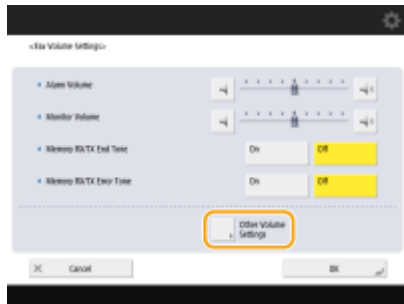 <Fax Volume Settings>
Alarm Volume
Monitor Volume
Memory RX/TX End Tone
On
Off
Memory RX/TX Error Tone
On
Off
Other Volume
Settings
Cancel
OK